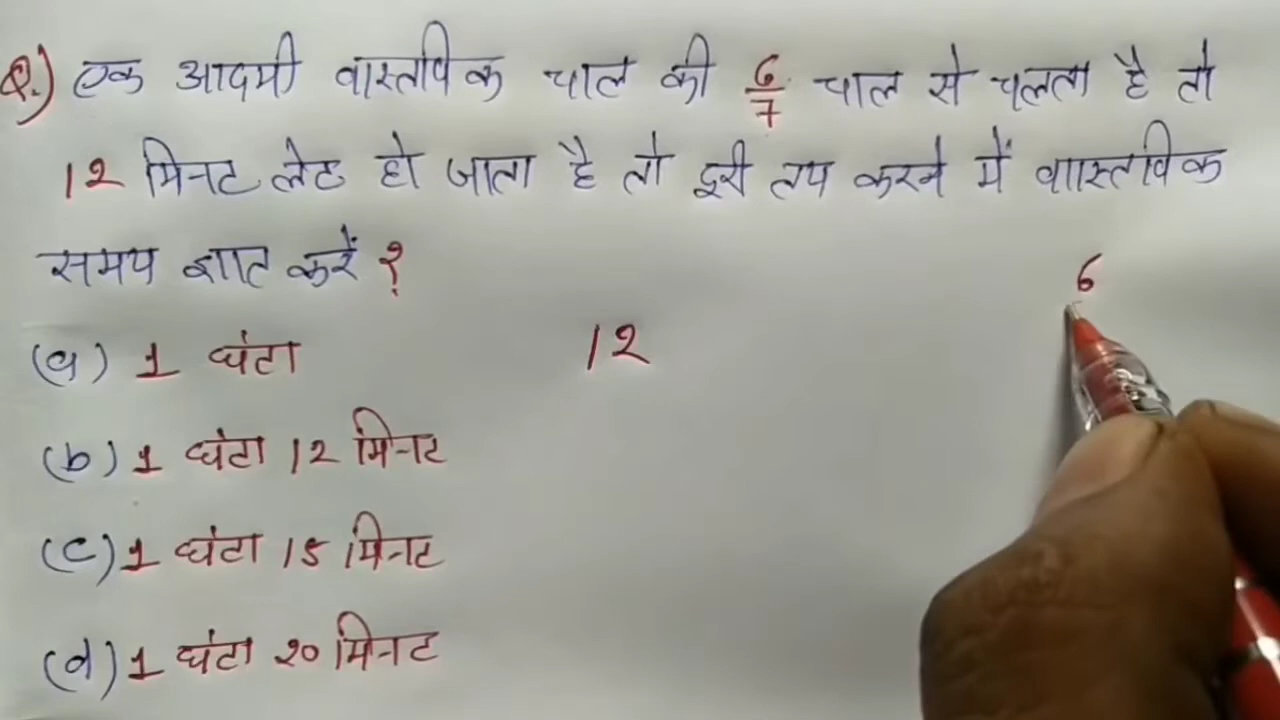 Q.) एक आदमी वास्तविक चाल की 6/7 चाल से चलता है तो
12 मिनट लेट हो जाता है तो दूरी तय करने में वास्तविक
समय ज्ञात करें ?
6
(a) 1 घंटा
12
(b) 1 घंटा 12 मिनट
(c) 1 घंटा 15 मिनट
(d) 1 घंटा 20 मिनट